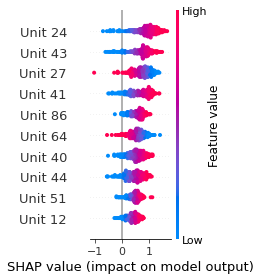 High
Unit 24
Unit 43
Unit 27
Unit 41
Unit 86
Unit 64
Unit 40
Unit 44
Unit 51
Unit 12
Feature value
Low
−1 0 1
SHAP value (impact on model output)